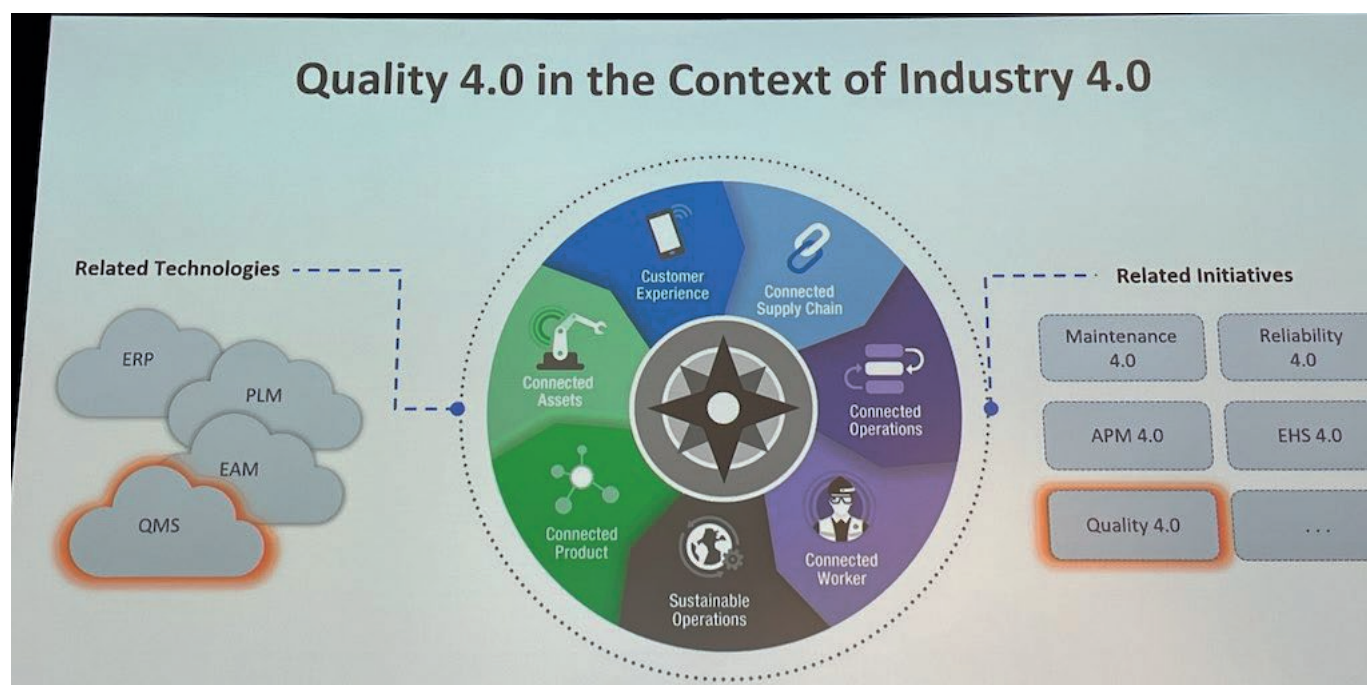 Quality 4.0 in the Context of Industry 4.0
Related Technologies
ERP
PLM
EAM
QMS
Customer
Experience
Connected
Supply Chain
Connected
Operations
Connected
Worker
Sustainable
Operations
Connected
Product
Connected
Assets
Related Initiatives
Maintenance
4.0
Reliability
4.0
APM 4.0
EHS 4.0
Quality 4.0
...